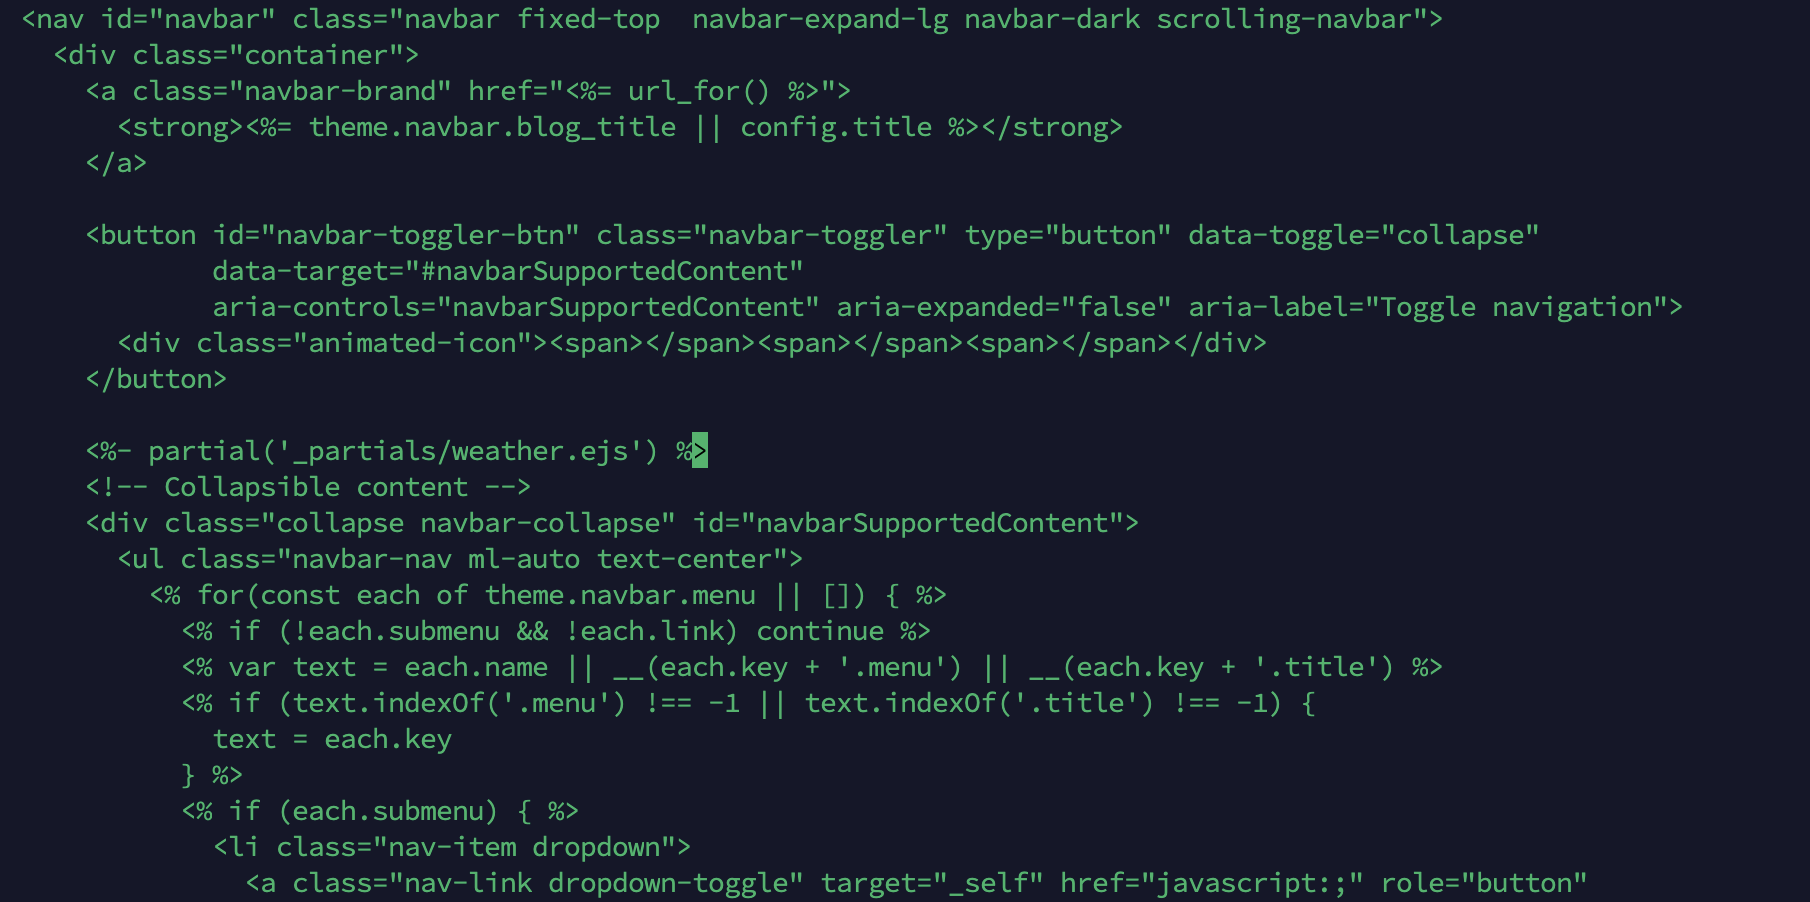 <nav id="navbar" class="navbar fixed-top  navbar-expand-lg navbar-dark scrolling-navbar">
  <div class="container">
    <a class="navbar-brand" href="<%= url_for() %>">
      <strong><%= theme.navbar.blog_title || config.title %></strong>
    </a>

    <button id="navbar-toggler-btn" class="navbar-toggler" type="button" data-toggle="collapse"
            data-target="#navbarSupportedContent"
            aria-controls="navbarSupportedContent" aria-expanded="false" aria-label="Toggle navigation">
      <div class="animated-icon"><span></span><span></span><span></span></div>
    </button>

    <%- partial('_partials/weather.ejs') %>
    <!-- Collapsible content -->
    <div class="collapse navbar-collapse" id="navbarSupportedContent">
      <ul class="navbar-nav ml-auto text-center">
        <% for(const each of theme.navbar.menu || []) { %>
          <% if (!each.submenu && !each.link) continue %>
          <% var text = each.name || __(each.key + '.menu') || __(each.key + '.title') %>
          <% if (text.indexOf('.menu') !== -1 || text.indexOf('.title') !== -1) {
            text = each.key
          } %>
          <% if (each.submenu) { %>
            <li class="nav-item dropdown">
              <a class="nav-link dropdown-toggle" target="_self" href="javascript:;" role="button"